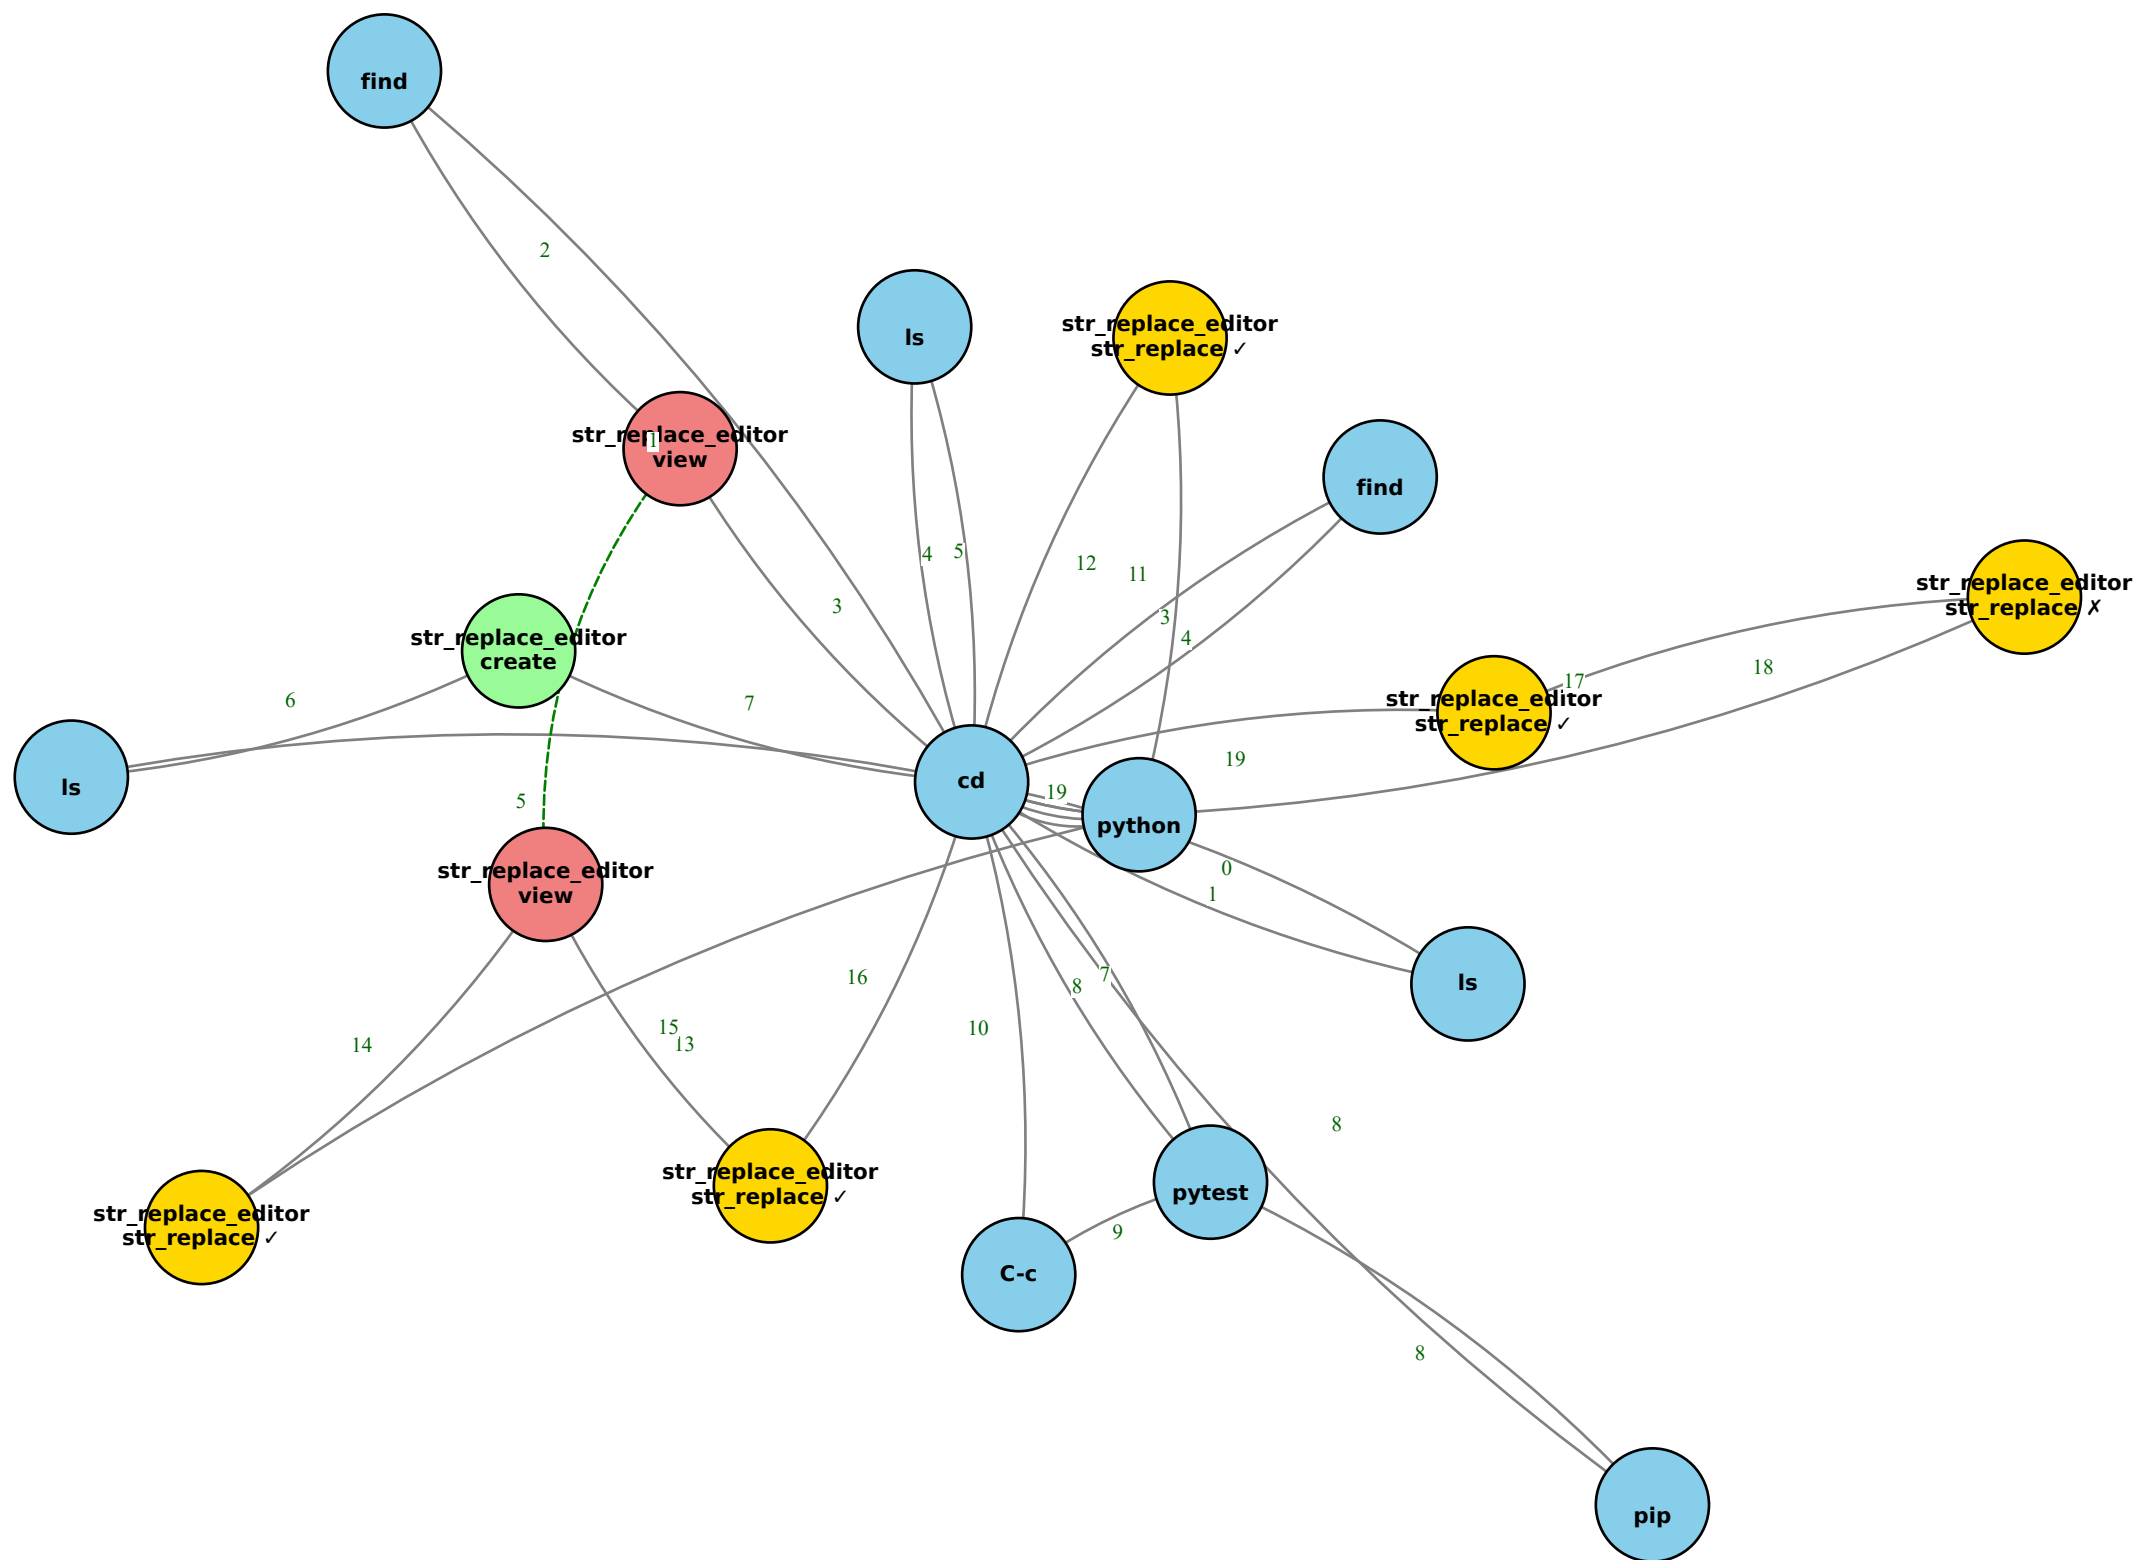 find
2
ls
str_replace_editor
str_replace ✓
str_replace_editor
view
1
find
4
5
12
11
str_replace_editor
str_replace ✗
3
3
4
str_replace_editor
create
18
17
str_replace_editor
str_replace ✓
6
7
19
ls
cd
19
5
python
str_replace_editor
view
0
1
16
8
7
ls
14
15
13
10
8
str_replace_editor
str_replace ✓
pytest
str_replace_editor
str_replace ✓
9
C-c
8
pip